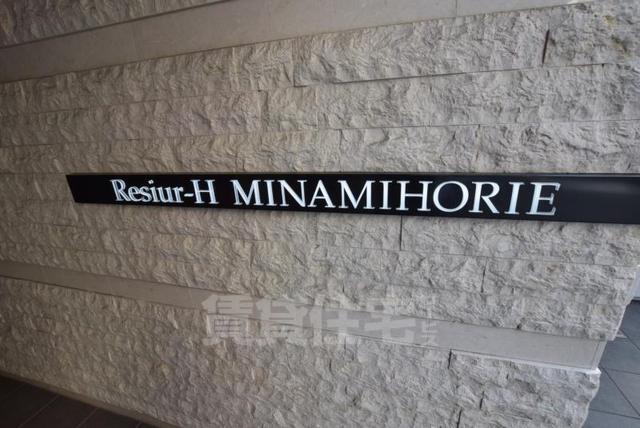 Resiur-H MINAMIHORIE
賃貸住宅